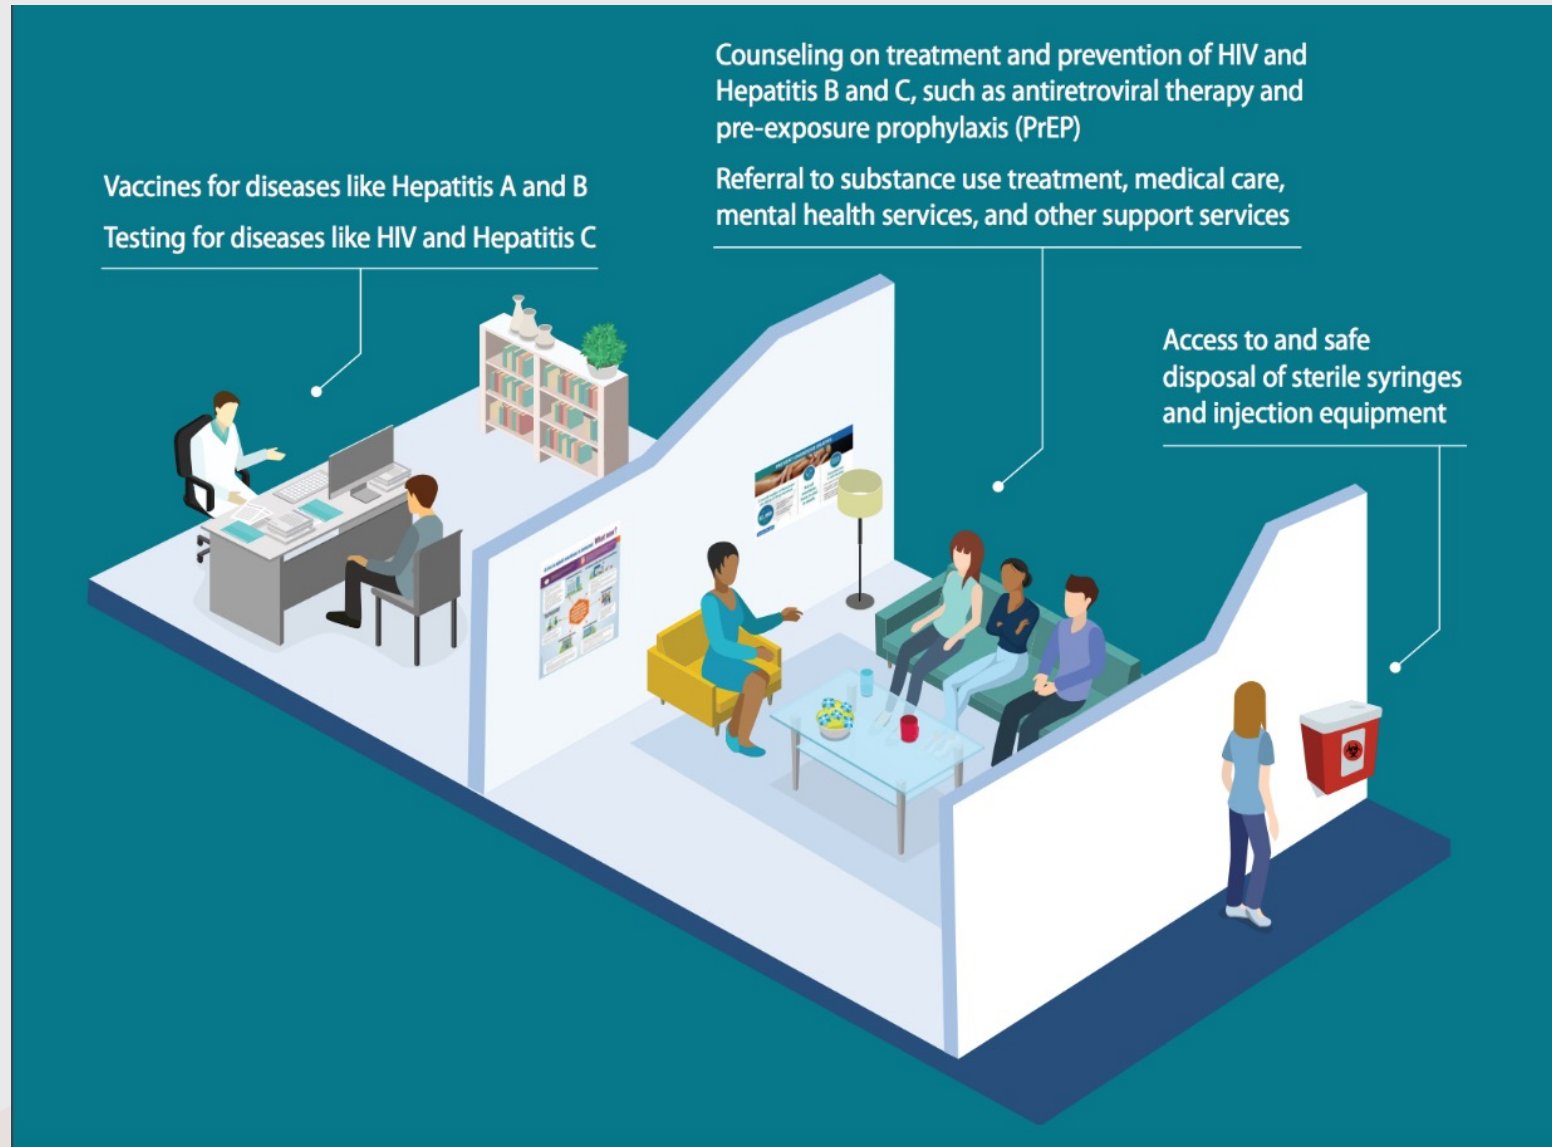 Counseling on treatment and prevention of HIV and
Hepatitis B and C, such as antiretroviral therapy and
pre-exposure prophylaxis (PrEP)
Referral to substance use treatment, medical care,
mental health services, and other support services
Vaccines for diseases like Hepatitis A and B
Testing for diseases like HIV and Hepatitis C
Access to and safe
disposal of sterile syringes
and injection equipment
What now?